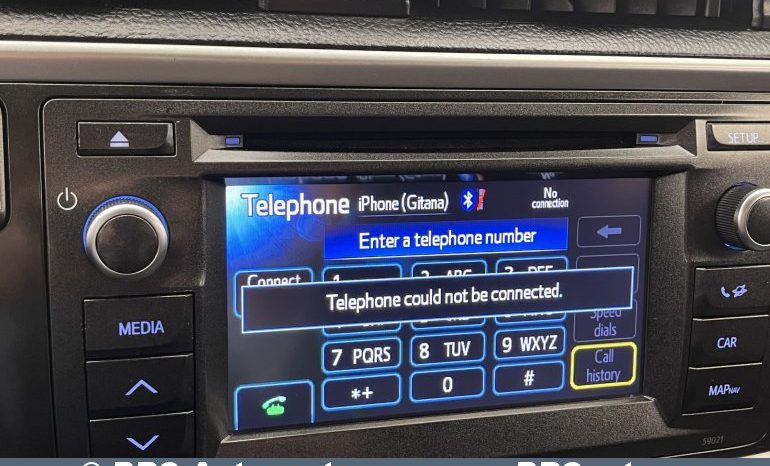 SETUP
Telephone iPhone (Gitana) No connection
Enter a telephone number
Connect
Telephone could not be connected.
Speed dials
MEDIA
7 PQRS 8 TUV 9 WXYZ
CAR
Call history
*+ 0 #
MAP NAV
59021